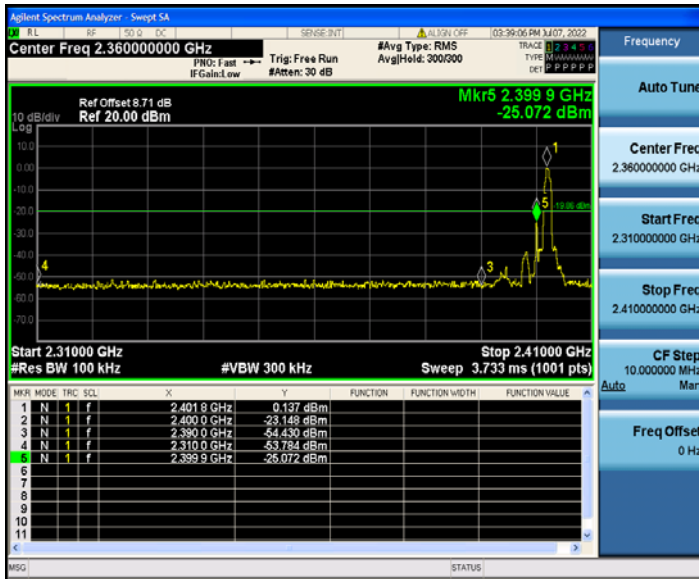 Agilent Spectrum Analyzer - Swept SA
RL RF 50 Ω DC SENSE:INT ALIGN OFF 03:39:06 PM Jul 07, 2022
Center Freq 2.360000000 GHz
PNO: Fast
IFGain:Low
Trig: Free Run
#Atten: 30 dB
#Avg Type: RMS
Avg|Hold: 300/300
TRACE 1 2 3 4 5 6
TYPE M
DET P P P P P P
Frequency
Auto Tune
Center Freq
2.360000000 GHz
Start Freq
2.310000000 GHz
Stop Freq
2.410000000 GHz
CF Step
10.000000 MHz
Auto Man
Freq Offset
0 Hz
Mkr5 2.399 9 GHz
-25.072 dBm
Ref Offset 8.71 dB
10 dB/div Ref 20.00 dBm
Log
10.0
0.00
-10.0
-20.0
-30.0
-40.0
-50.0
-60.0
-70.0
1
5
-19.86 dBm
4
3
Start 2.31000 GHz Stop 2.41000 GHz
#Res BW 100 kHz #VBW 300 kHz Sweep 3.733 ms (1001 pts)
MKR MODE TRC SCL X Y FUNCTION FUNCTION WIDTH FUNCTION VALUE
1 N 1 f 2.401 8 GHz 0.137 dBm
2 N 1 f 2.400 0 GHz -23.148 dBm
3 N 1 f 2.390 0 GHz -54.430 dBm
4 N 1 f 2.310 0 GHz -53.784 dBm
5 N 1 f 2.399 9 GHz -25.072 dBm
6
7
8
9
10
11
MSG STATUS